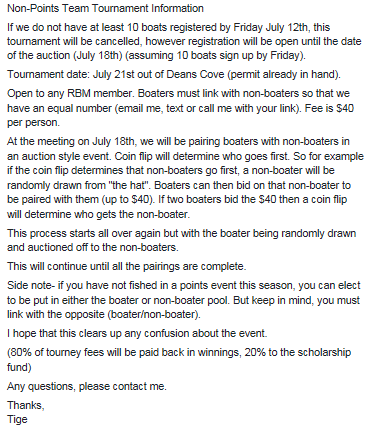 Non-Points Team Tournament Information
If we do not have at least 10 boats registered by Friday July 12th, this
tournament will be cancelled, however registration will be open until the date
of the auction (July 18th) (assuming 10 boats sign up by Friday).
Tournament date: July 21st out of Deans Cove (permit already in hand).
Open to any RBM member. Boaters must link with non-boaters so that we
have an equal number (email me, text or call me with your link). Fee is $40
per person.
At the meeting on July 18th, we will be pairing boaters with non-boaters in
an auction style event. Coin flip will determine who goes first. So for example
if the coin flip determines that non-boaters go first, a non-boater will be
randomly drawn from "the hat". Boaters can then bid on that non-boater to
be paired with them (up to $40). If two boaters bid the $40 then a coin flip
will determine who gets the non-boater.
This process starts all over again but with the boater being randomly drawn
and auctioned off to the non-boaters.
This will continue until all the pairings are complete.
Side note- if you have not fished in a points event this season, you can elect
to be put in either the boater or non-boater pool. But keep in mind, you must
link with the opposite (boater/non-boater).
I hope that this clears up any confusion about the event.
(80% of tourney fees will be paid back in winnings, 20% to the scholarship
fund)
Any questions, please contact me.
Thanks,
Tige